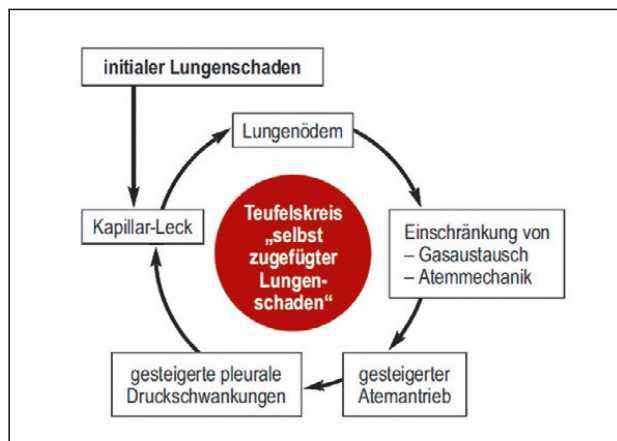 initialer Lungenschaden
Lungenödem
Kapillar-Leck
Teufelskreis
„selbst
zugefügter
Lungen-
schaden“
Einschränkung von
– Gasaustausch
– Atemmechanik
gesteigerte pleurale
Druckschwankungen
gesteigerter
Atemantrieb